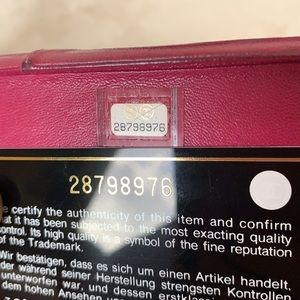 28798976
28798976
e certify the authenticity of this item and confirm
at it has been subjected to the most exacting quality
control. Its high quality is a symbol of the fine reputation
of the Trademark.
Wir bestätigen, dass es sich um einen Artikel handelt,
der während seiner Herstellung strengsten Kontrollen
unterworfen war, und dessen erstkla
dem hohen Ansehen